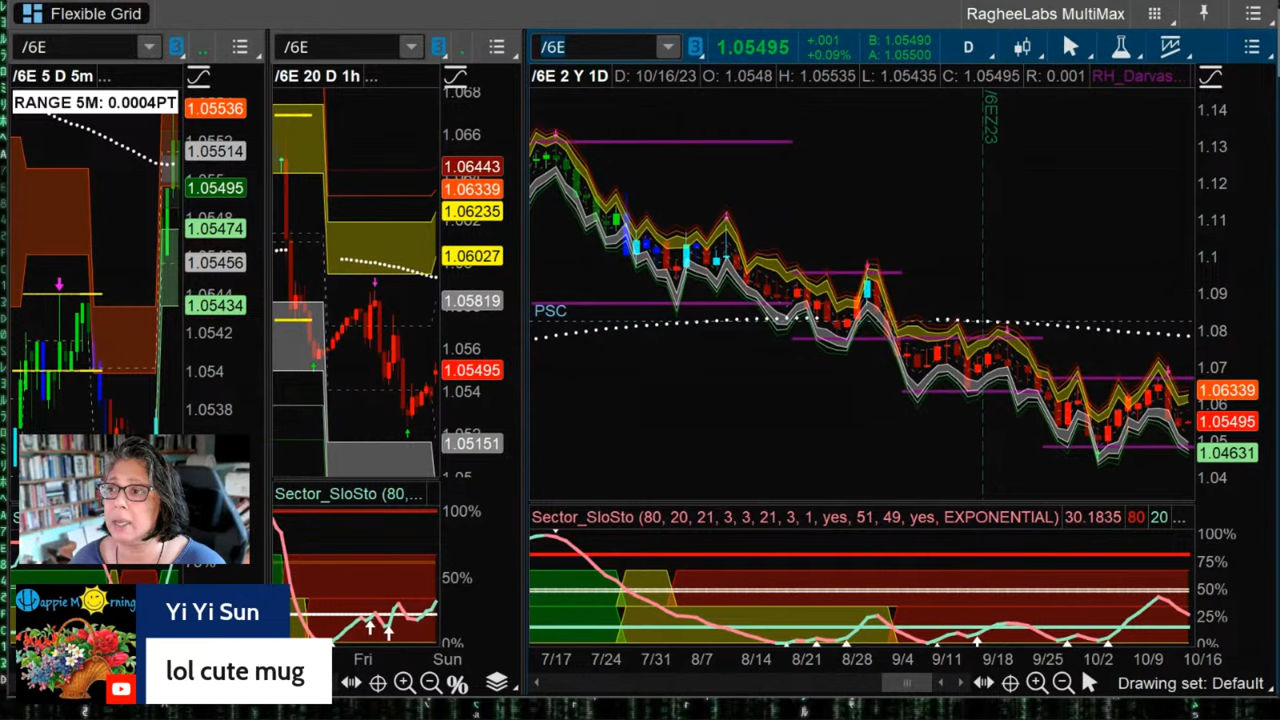 Flexible Grid
RagheeLabs MultiMax
/6E
3
/6E
3
/6E
3
1.05495
+.001
+0.09%
B: 1.05490
A: 1.05500
D
/6E 5 D 5m ...
/6E 20 D 1h ...
/6E 2 Y 1D
D: 10/16/23
O: 1.0548
H: 1.05535
L: 1.05435
C: 1.05495
R: 0.001
RH_Darvas...
RANGE 5M: 0.0004PT
1.05536
1.05514
1.05495
1.05474
1.05456
1.05434
1.0542
1.054
1.0538
1.068
1.066
1.06443
1.06339
1.06235
1.06027
1.05819
1.056
1.05495
1.054
1.05151
/6EZ23
PSC
1.14
1.13
1.12
1.11
1.1
1.09
1.08
1.07
1.06339
1.06
1.05495
1.04631
1.04
Sector_SloSto (80,...
100%
50%
0%
Sector_SloSto (80, 20, 21, 3, 3, 21, 3, 1, yes, 51, 49, yes, EXPONENTIAL)
30.1835
80
20
...
100%
75%
50%
25%
0%
Fri
Sun
7/17
7/24
7/31
8/7
8/14
8/21
8/28
9/4
9/11
9/18
9/25
10/2
10/9
10/16
Drawing set: Default
Happie Morning
Yi Yi Sun
lol cute mug